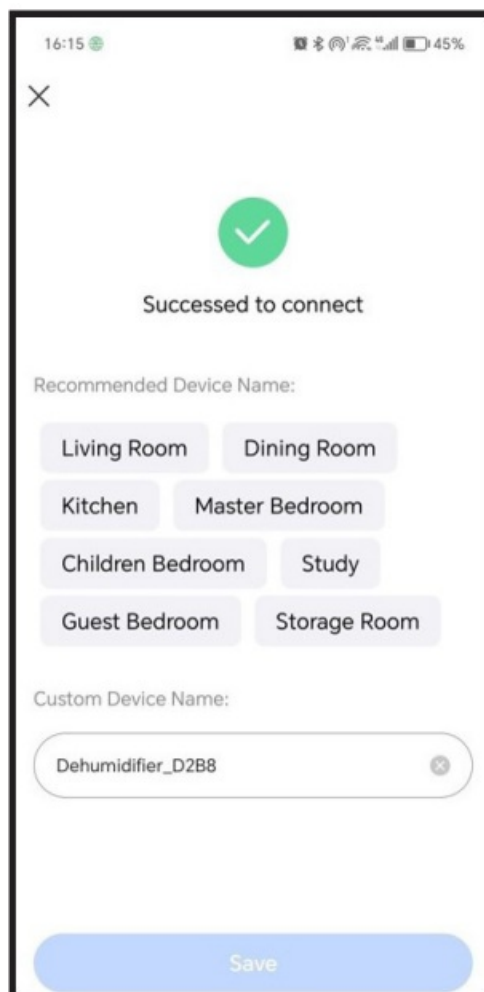 16:15
45%
Successed to connect
Recommended Device Name:
Living Room Dining Room
Kitchen Master Bedroom
Children Bedroom Study
Guest Bedroom Storage Room
Custom Device Name:
Dehumidifier_D2B8
Save